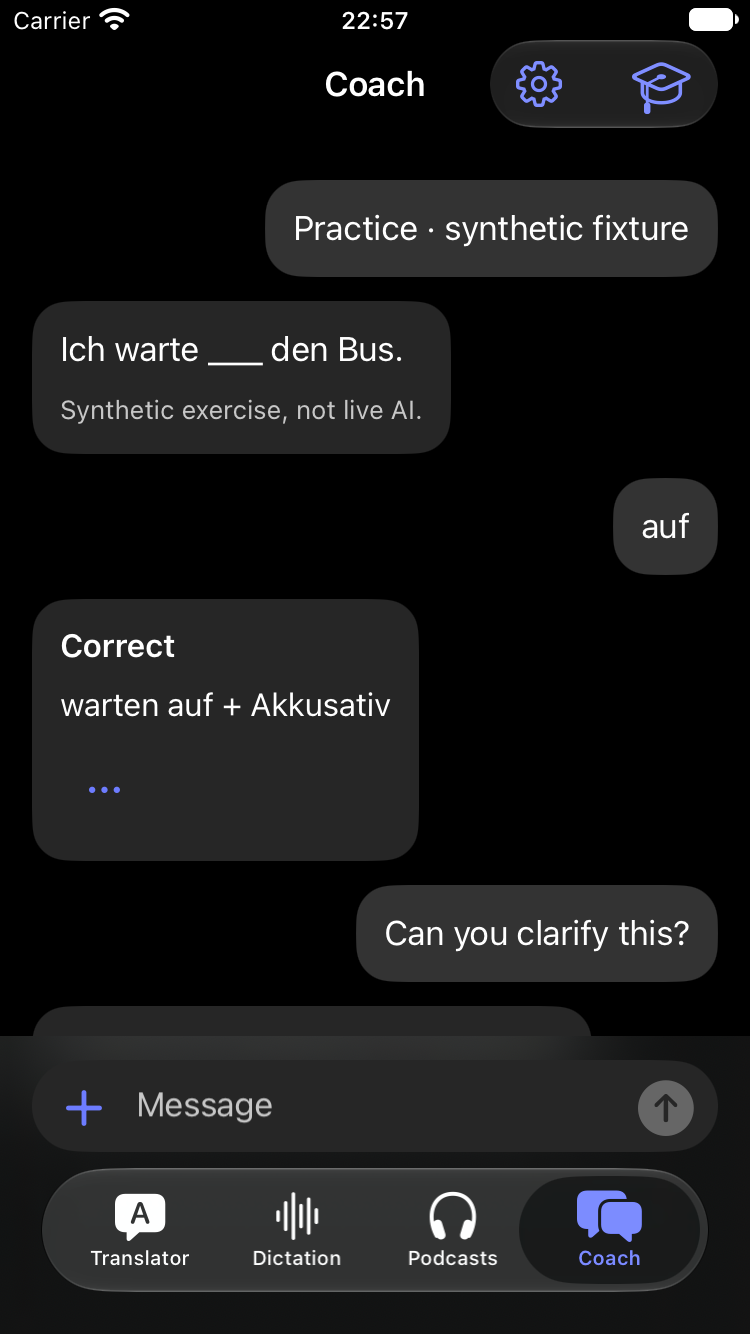 Carrier 22:57
Coach
Practice · synthetic fixture
Ich warte ___ den Bus.
Synthetic exercise, not live AI.
auf
Correct
warten auf + Akkusativ
...
Can you clarify this?
Message
A
Translator Dictation Podcasts Coach